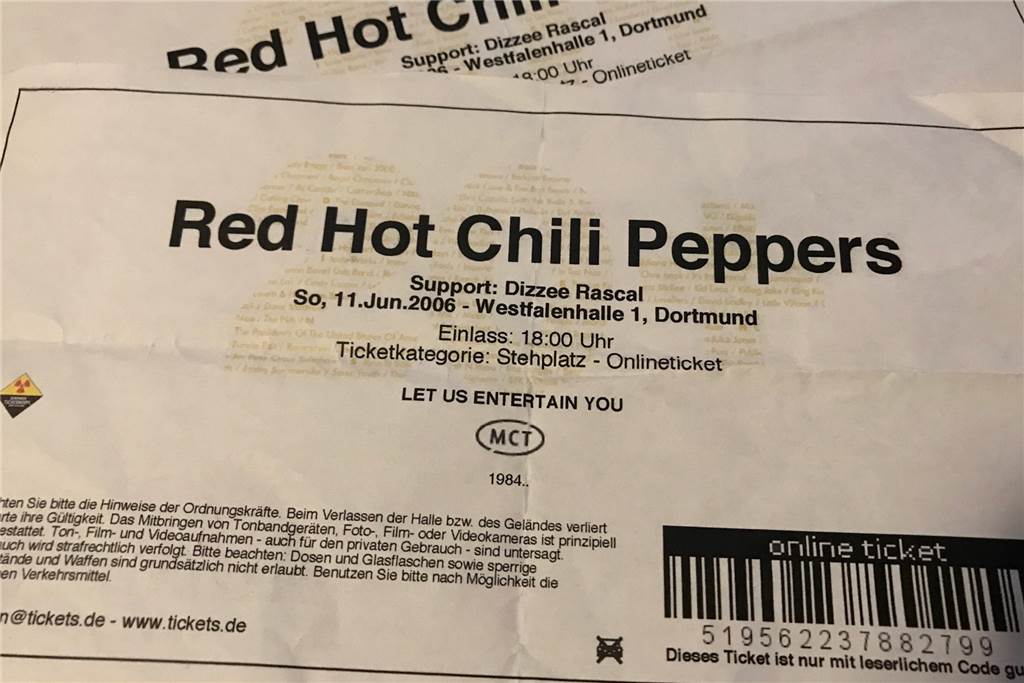 Red Hot Chili
Support: Dizzee Rascal
06 - Westfalenhalle 1, Dortmund
18:00 Uhr
- Onlineticket
Red Hot Chili Peppers
Support: Dizzee Rascal
So, 11.Jun.2006 - Westfalenhalle 1, Dortmund
Einlass: 18:00 Uhr
Ticketkategorie: Stehplatz - Onlineticket
LET US ENTERTAIN YOU
MCT
1984..
hten Sie bitte die Hinweise der Ordnungskräfte. Beim Verlassen der Halle bzw. des Geländes verliert
rte ihre Gültigkeit. Das Mitbringen von Tonbandgeräten, Foto-, Film- oder Videokameras ist prinzipiell
estattet. Ton-, Film- und Videoaufnahmen - auch für den privaten Gebrauch - sind untersagt.
uch wird strafrechtlich verfolgt. Bitte beachten: Dosen und Glasflaschen sowie sperrige
tände und Waffen sind grundsätzlich nicht erlaubt. Benutzen Sie bitte nach Möglichkeit die
en Verkehrsmittel.
n@tickets.de - www.tickets.de
online ticket
519562237882799
Dieses Ticket ist nur mit leserlichem Code gu